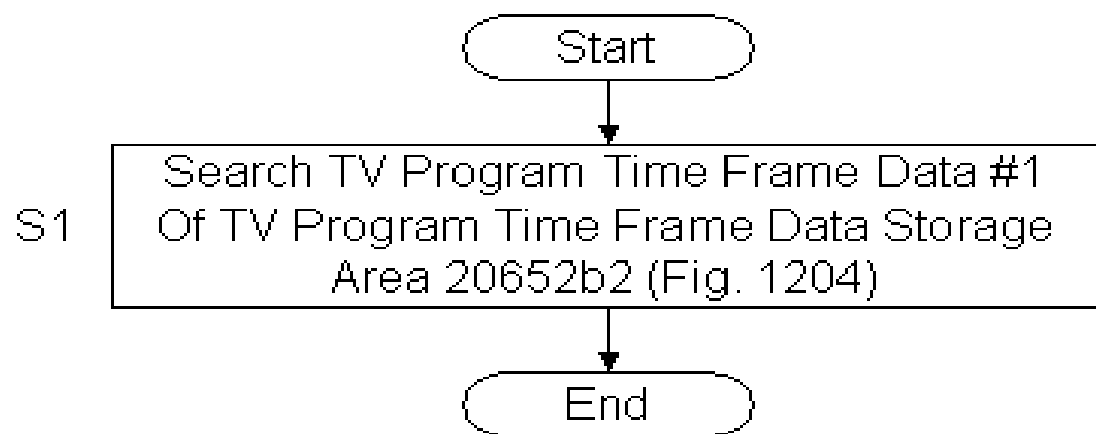 Start
S1
Search TV Program Time Frame Data #1
Of TV Program Time Frame Data Storage
Area 20652b2 (Fig. 1204)
End